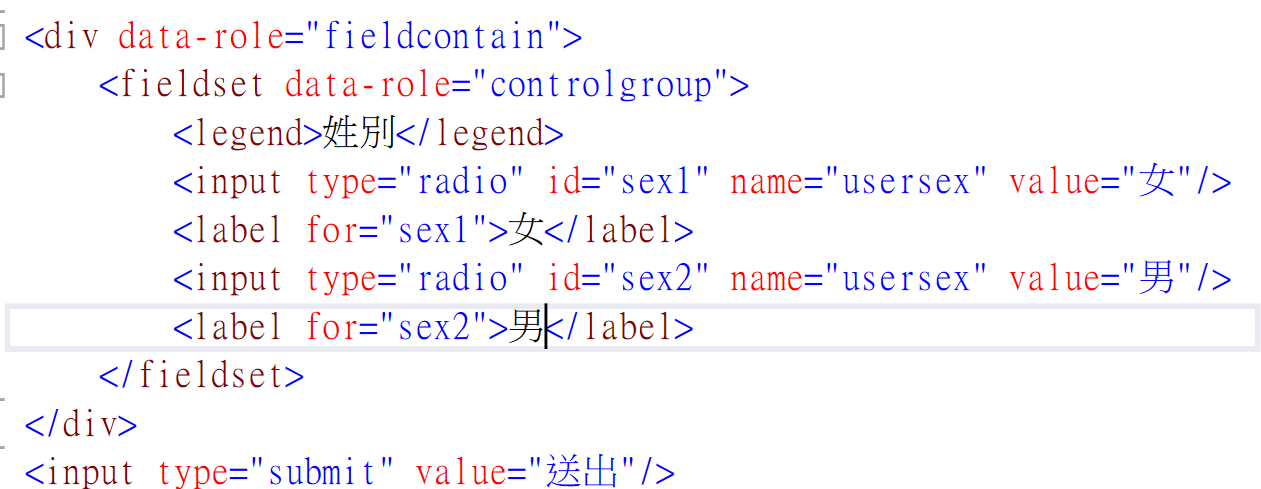 <div data-role="fieldcontain">
<fieldset data-role="controlgroup">
<legend>姓別</legend>
<input type="radio" id="sex1" name="usersex" value="女"/>
<label for="sex1">女</label>
<input type="radio" id="sex2" name="usersex" value="男"/>
<label for="sex2">男</label>
</fieldset>
</div>
<input type="submit" value="送出"/>